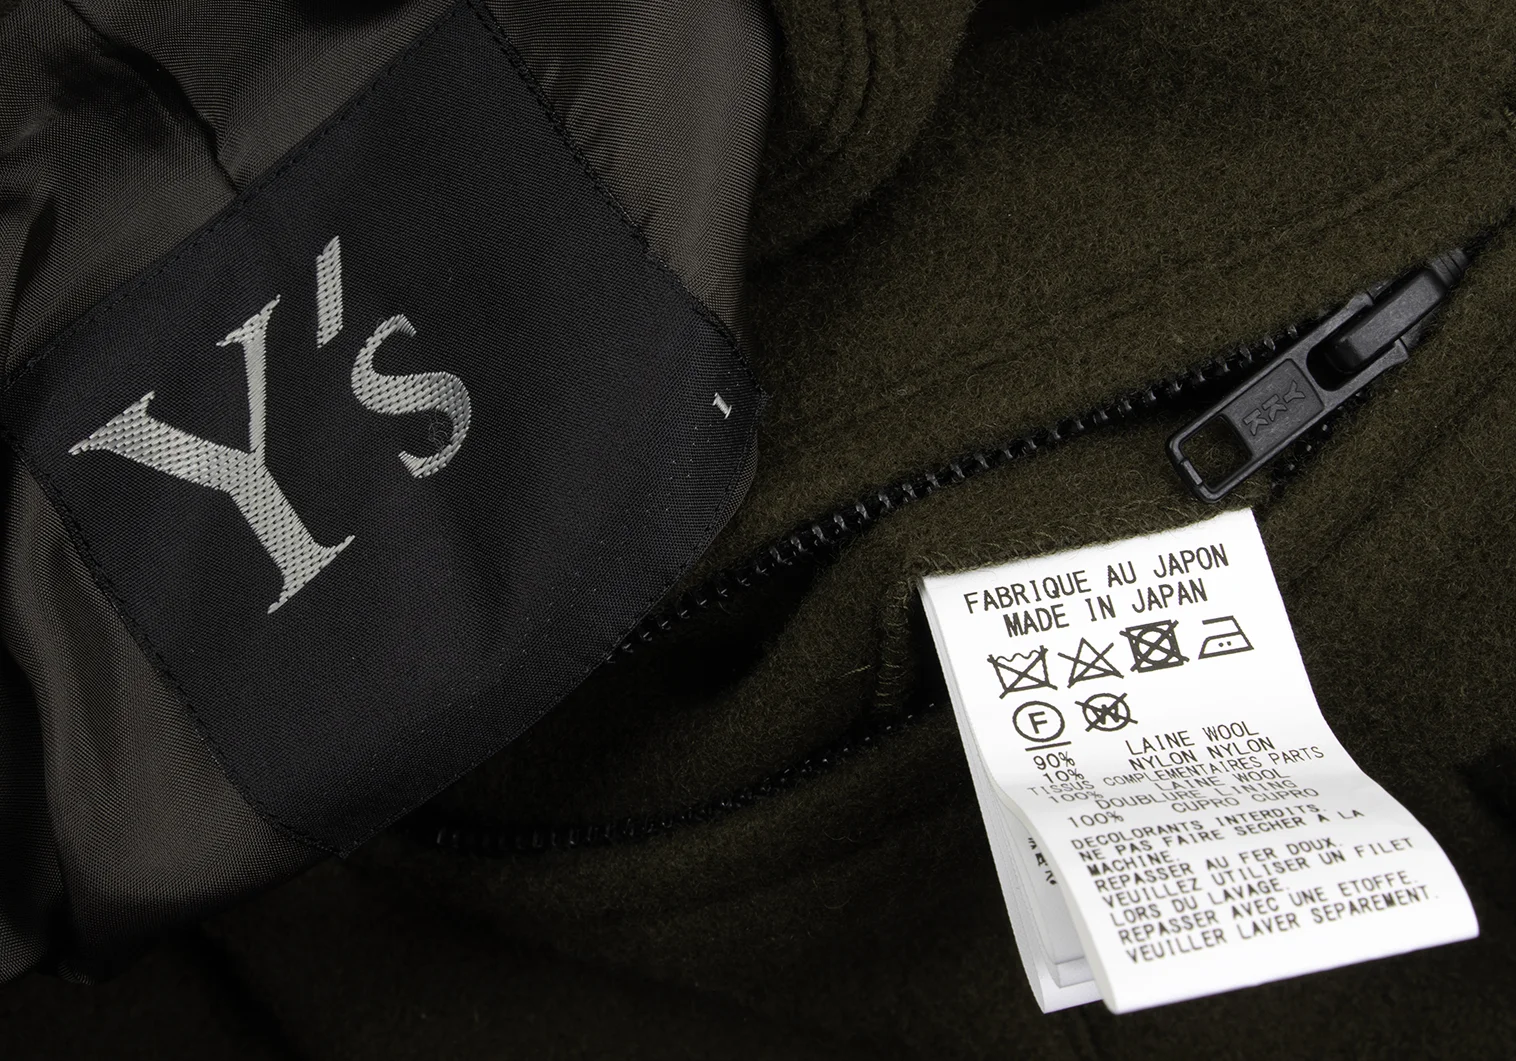 Y's
1
YKK
FABRIQUE AU JAPON
MADE IN JAPAN
F
W
LAINE WOOL
90%
NYLON NYLON
10%
TISSUS COMPLEMENTAIRES PARTS
LAINE WOOL
100%
DOUBLURE LINING
CUPRO CUPRO
100%
DECOLORANTS INTERDITS.
NE PAS FAIRE SECHER A LA
MACHINE.
REPASSER AU FER DOUX.
VEUILLEZ UTILISER UN FILET
LORS DU LAVAGE.
REPASSER AVEC UNE ETOFFE.
VEUILLER LAVER SEPAREMENT.